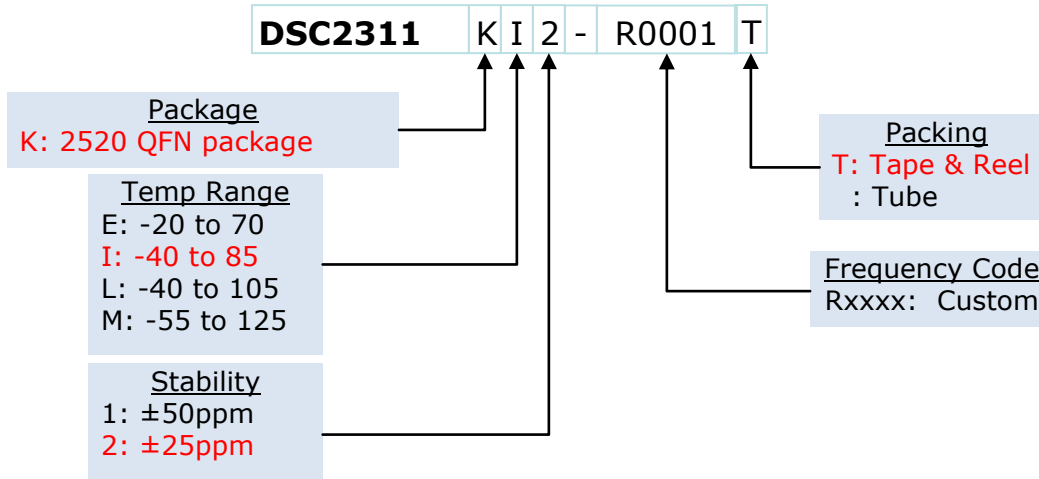 DSC2311 K I 2 - R0001 T
Package
K: 2520 QFN package
Temp Range
E: -20 to 70
I: -40 to 85
L: -40 to 105
M: -55 to 125
Stability
1: ±50ppm
2: ±25ppm
Packing
T: Tape & Reel
: Tube
Frequency Code
Rxxxx: Custom